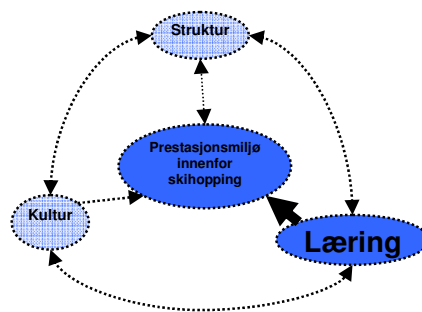 Struktur
Prestasjonsmiljø
innenfor
skihopping
Kultur
Læring